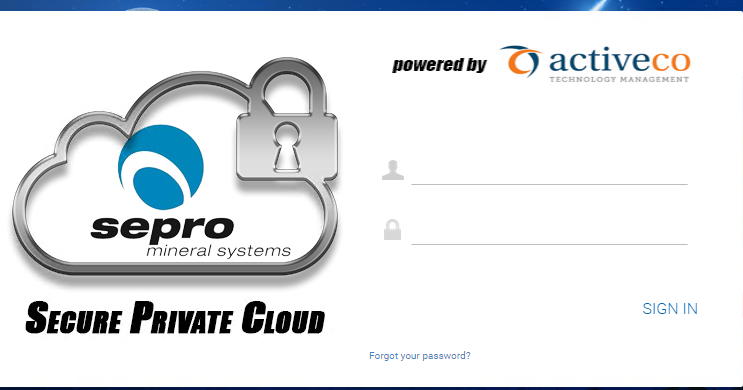 powered by activeco
TECHNOLOGY MANAGEMENT
sepro
mineral systems
SECURE PRIVATE CLOUD
SIGN IN
Forgot your password?